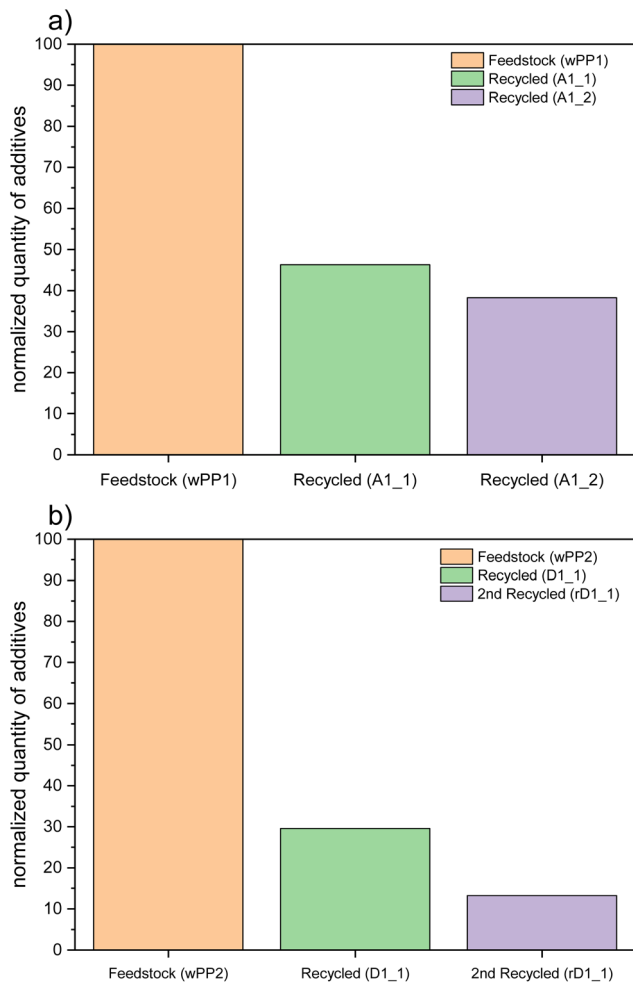 a)
normalized quantity of additives
100
90
80
70
60
50
40
30
20
10
0
Feedstock (wPP1)
Recycled (A1_1)
Recycled (A1_2)
Feedstock (wPP1)
Recycled (A1_1)
Recycled (A1_2)
b)
normalized quantity of additives
100
90
80
70
60
50
40
30
20
10
0
Feedstock (wPP2)
Recycled (D1_1)
2nd Recycled (rD1_1)
Feedstock (wPP2)
Recycled (D1_1)
2nd Recycled (rD1_1)